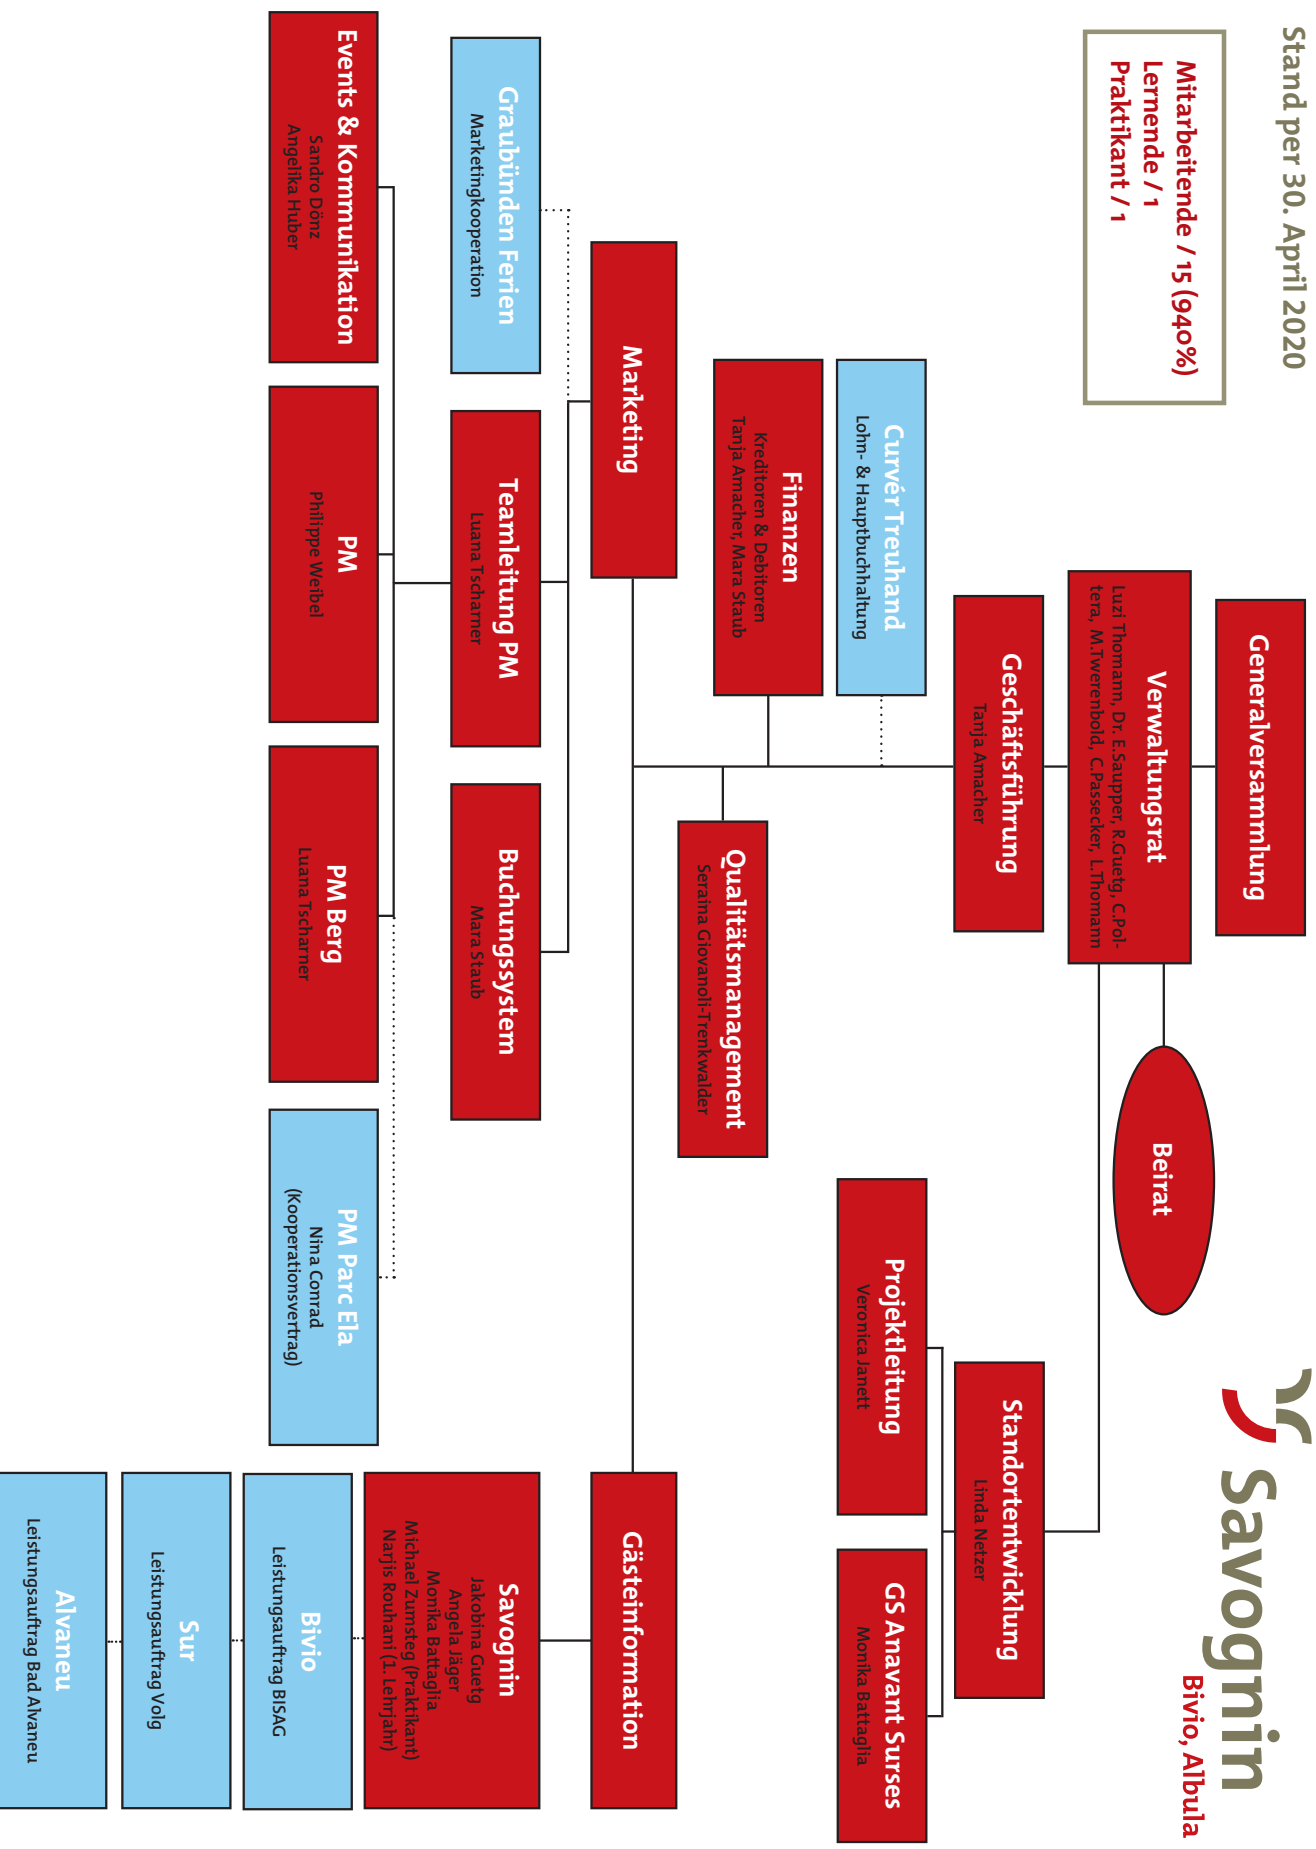 Stand per 30. April 2020
Mitarbeitende / 15 (940%)
Lernende / 1
Praktikant / 1
Savognin
Bivio, Albula
Generalversammlung
Verwaltungsrat
Luzi Thomann, Dr. E.Saupper, R.Guetg, C.Pol-
tera, M.Twerenbold, C.Passecker, L.Thomann
Beirat
Geschäftsführung
Tanja Amacher
Standortentwicklung
Linda Netzer
Curvér Treuhand
Lohn- & Hauptbuchhaltung
Projektleitung
Veronica Janett
GS Anavant Surses
Monika Battaglia
Finanzen
Kreditoren & Debitoren
Tanja Amacher, Mara Staub
Qualitätsmanagement
Seraina Giovanoli-Trenkwalder
Marketing
Gästeinformation
Graubünden Ferien
Marketingkooperation
Teamleitung PM
Luana Tscharner
Buchungssystem
Mara Staub
Savognin
Jakobina Guetg
Angela Jäger
Monika Battaglia
Michael Zumsteg (Praktikant)
Narjis Rouhani (1. Lehrjahr)
Events & Kommunikation
Sandro Dönz
Angelika Huber
PM
Philippe Weibel
PM Berg
Luana Tscharner
PM Parc Ela
Nina Conrad
(Kooperationsvertrag)
Bivio
Leistungsauftrag BISAG
Sur
Leistungsauftrag Volg
Alvaneu
Leistungsauftrag Bad Alvaneu